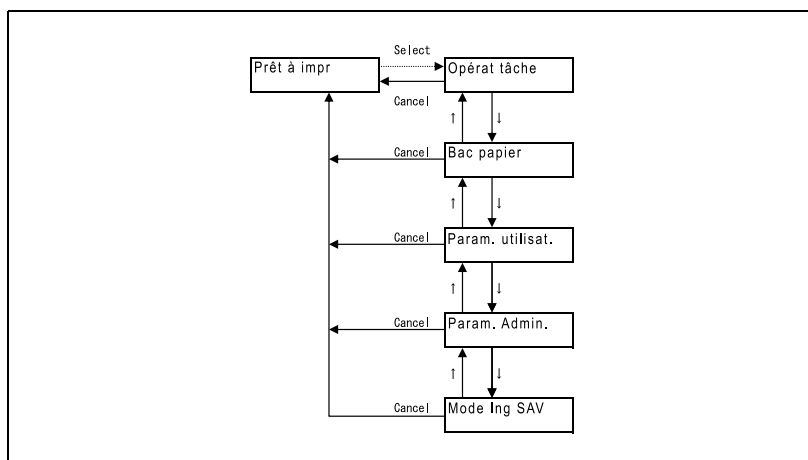 Select
Prêt à impr
Opérat tâche
Cancel
↑ ↓
Cancel
Bac papier
↑ ↓
Cancel
Param. utilisat.
↑ ↓
Cancel
Param. Admin.
↑ ↓
Cancel
Mode Ing SAV